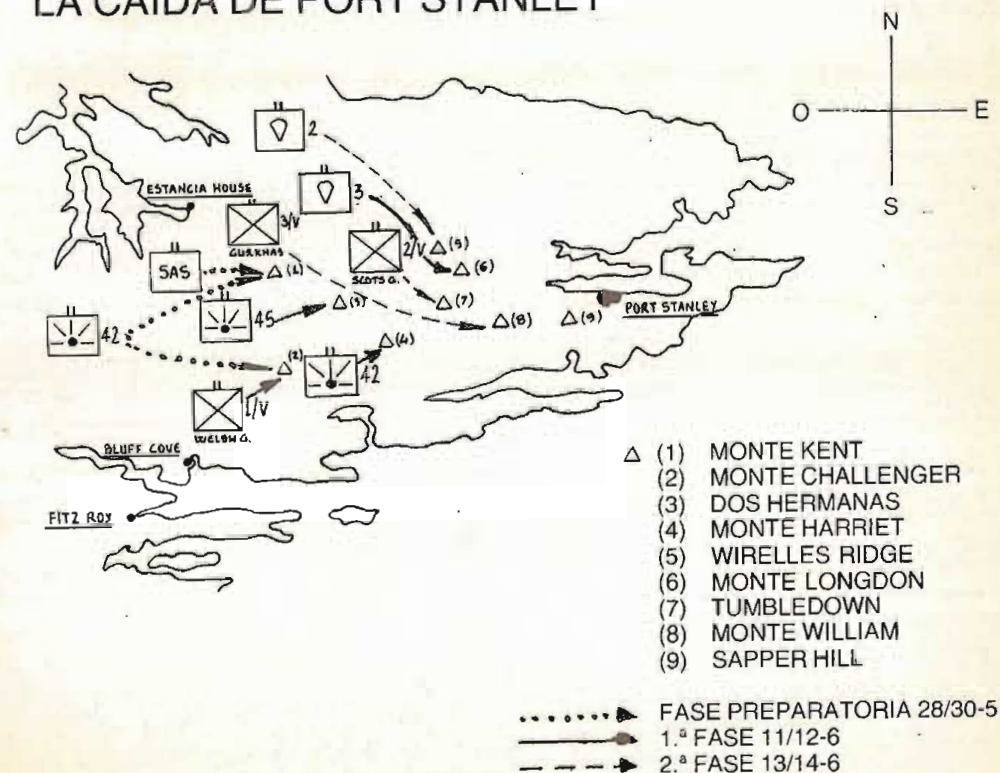 LA CAIDA DE PORT STANLEY
N
O E
S
2
3
ESTANCIA HOUSE
3/V
GURKHAS
2/V
SCOTS G.
(5)
(6)
SAS
(1)
(7)
42
45
(3)
(8)
(9)
PORT STANLEY
(4)
(2)
42
1/V
WELSH G.
BLUFF COVE
FITZ ROY
(1) MONTE KENT
(2) MONTE CHALLENGER
(3) DOS HERMANAS
(4) MONTE HARRIET
(5) WIRELLES RIDGE
(6) MONTE LONGDON
(7) TUMBLEDOWN
(8) MONTE WILLIAM
(9) SAPPER HILL
FASE PREPARATORIA 28/30-5
1.ª FASE 11/12-6
2.ª FASE 13/14-6